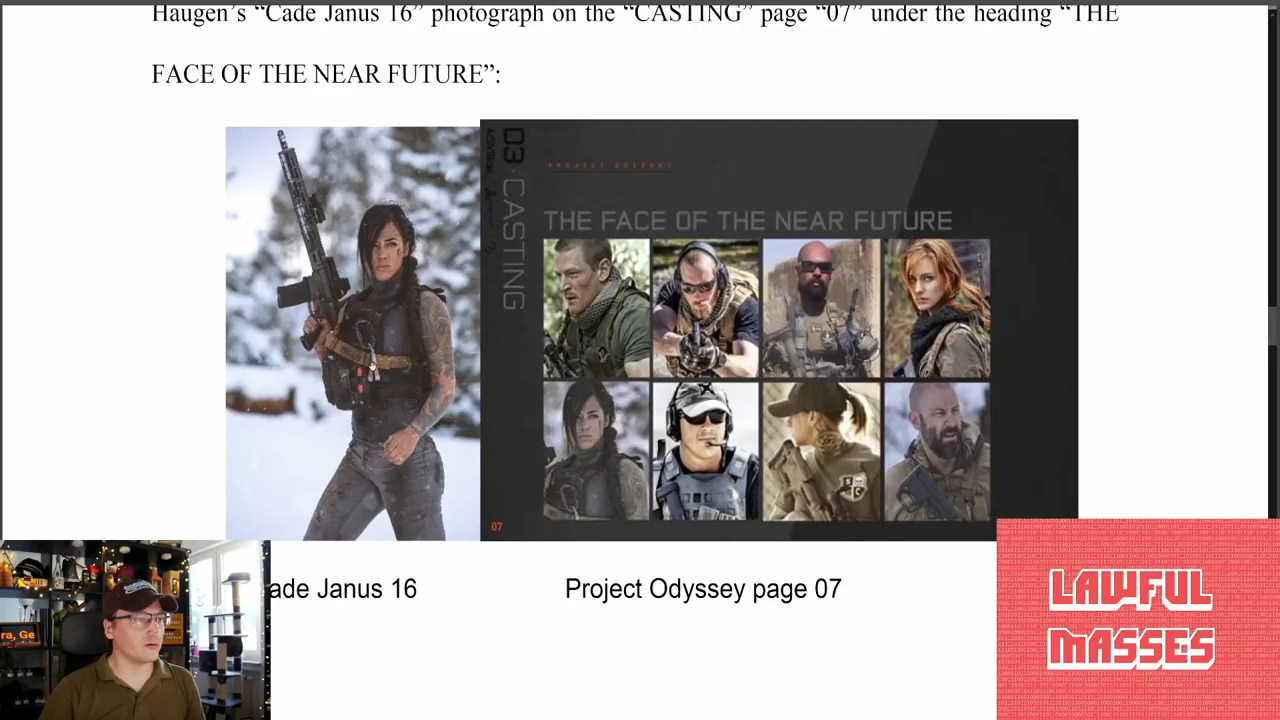 Haugen’s “Cade Janus 16” photograph on the “CASTING” page “07” under the heading “THE
FACE OF THE NEAR FUTURE”:
03 • CASTING
PROJECT ODYSSEY
THE FACE OF THE NEAR FUTURE
07
ade Janus 16
Project Odyssey page 07
ra, Ge
LAWFUL
MASSES